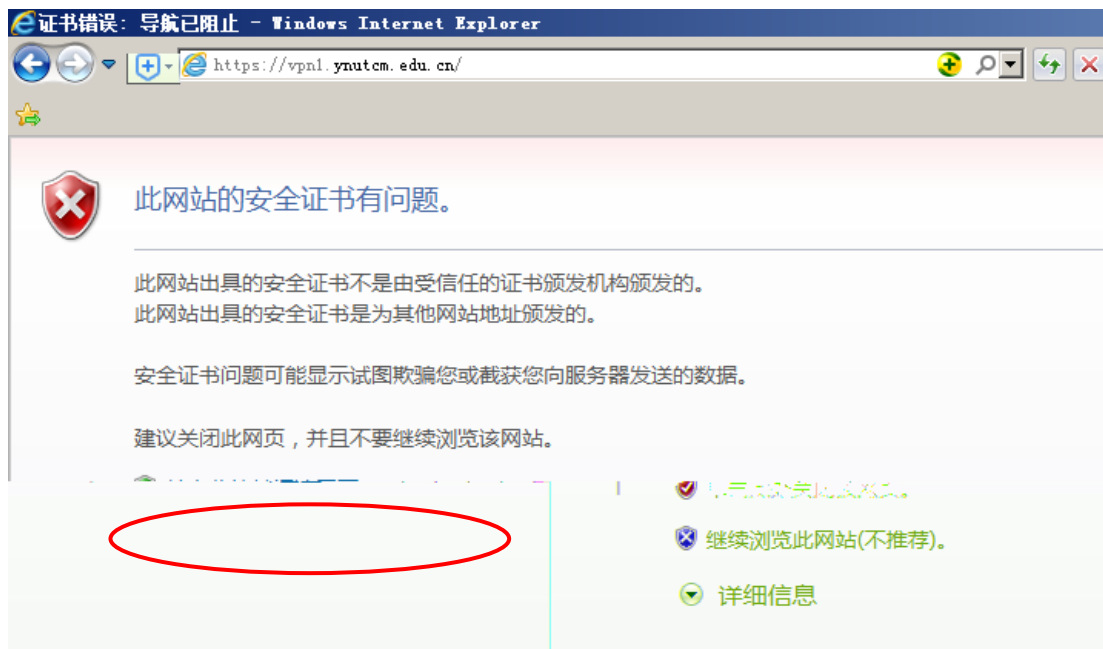 证书错误: 导航已阻止 - Windows Internet Explorer
https://vpn1.ynutcm.edu.cn/
此网站的安全证书有问题。
此网站出具的安全证书不是由受信任的证书颁发机构颁发的。
此网站出具的安全证书是为其他网站地址颁发的。
安全证书问题可能显示试图欺骗您或截获您向服务器发送的数据。
建议关闭此网页，并且不要继续浏览该网站。
继续浏览此网站(不推荐)。
详细信息